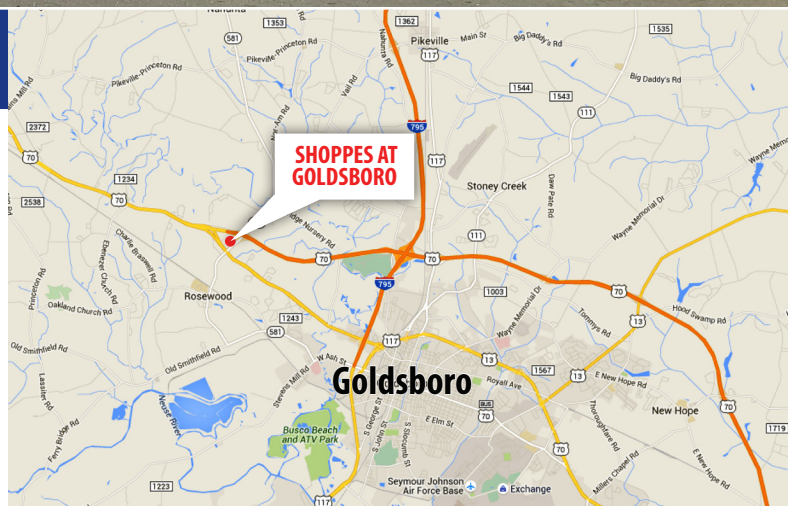 Nahunta
1353
1362
Pikeville
Main St
Big Daddy's Rd
1535
581
Nahunta Rd
117
Pikeville-Princeton Rd
Pikeville-Princeton Rd
Vail Rd
Big Daddy's Rd
1544
1543
111
2372
795
70
SHOPPES AT
GOLDSBORO
117
1234
Stoney Creek
Daw Pate Rd
Wayne Memorial Dr
2538
70
111
Charlie Braswell Rd
Ebenezer Church Rd
Princeton Rd
70
70
70
795
Rosewood
1003
Oakland Church Rd
1243
Wayne Memorial Dr
Tommys Rd
13
Hood Swamp Rd
581
117
Old Smithfield Rd
Old Smithfield Rd
W Ash St
13
Lassiter Rd
Stevens Mill Rd
Goldsboro
1567
Royall Ave
E New Hope Rd
Neuse River
S George St
S John St
S Slocumb St
E Elm St
BUS
70
Thoroughfare Rd
New Hope
70
Busco Beach
and ATV Park
1719
Ferry Bridge Rd
E New Hope Rd
Millers Chapel Rd
Seymour Johnson
Air Force Base
Exchange
1223
117